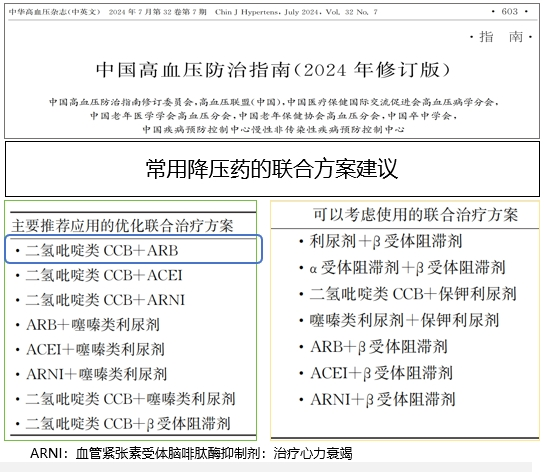 中华高血压杂志(中英文) 2024年7月第32卷第7期 Chin J Hypertens, July 2024, Vol. 32 No. 7
· 603 ·
· 指 南 ·
中国高血压防治指南(2024年修订版)
中国高血压防治指南修订委员会,高血压联盟(中国),中国医疗保健国际交流促进会高血压病学分会,
中国老年医学学会高血压分会,中国老年保健协会高血压分会,中国卒中学会,
中国疾病预防控制中心慢性非传染性疾病预防控制中心
常用降压药的联合方案建议
主要推荐应用的优化联合治疗方案
· 二氢吡啶类 CCB+ARB
· 二氢吡啶类 CCB+ACEI
· 二氢吡啶类 CCB+ARNI
· ARB+噻嗪类利尿剂
· ACEI+噻嗪类利尿剂
· ARNI+噻嗪类利尿剂
· 二氢吡啶类 CCB+噻嗪类利尿剂
· 二氢吡啶类 CCB+β受体阻滞剂
可以考虑使用的联合治疗方案
· 利尿剂+β受体阻滞剂
· α受体阻滞剂+β受体阻滞剂
· 二氢吡啶类 CCB+保钾利尿剂
· 噻嗪类利尿剂+保钾利尿剂
· ARB+β受体阻滞剂
· ACEI+β受体阻滞剂
· ARNI+β受体阻滞剂
ARNI：血管紧张素受体脑啡肽酶抑制剂：治疗心力衰竭